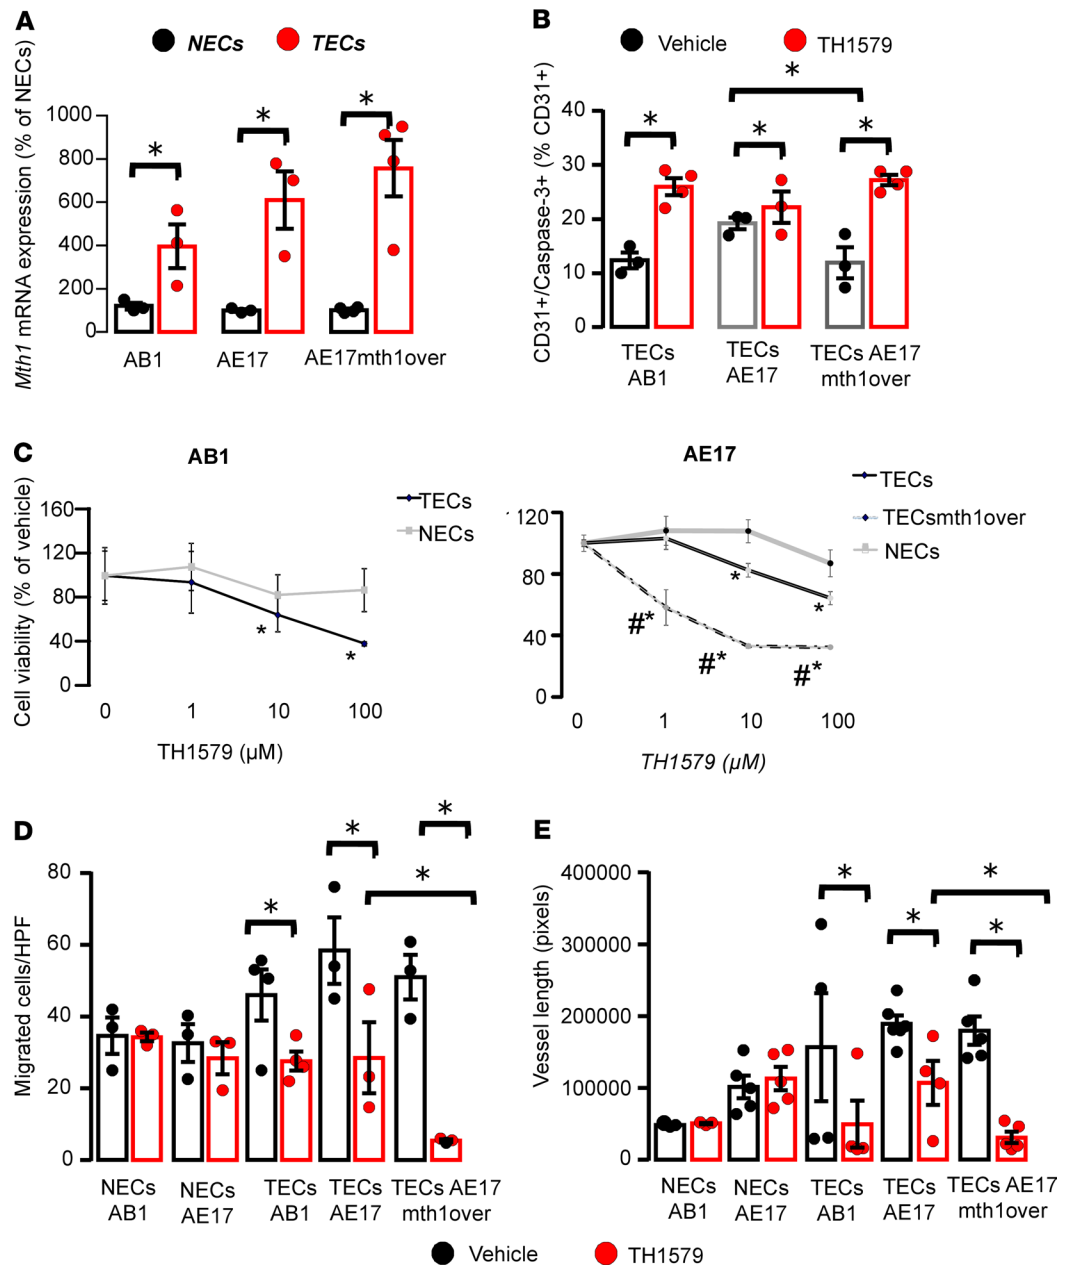 A
NECs TECs
Mth1 mRNA expression (% of NECs)
1000
*
*
*
800
600
400
200
0
AB1 AE17 AE17mth1over
B
Vehicle TH1579
CD31+/Caspase-3+ (% CD31+)
*
40
*
*
*
30
20
10
0
TECs
AB1
TECs
AE17
TECs AE17
mth1over
C
AB1
Cell viability (% of vehicle)
160
120
80
40
0
TECs
NECs
*
*
0 1 10 100
TH1579 (µM)
AE17
120
80
40
0
TECs
TECsmth1over
NECs
*
*
#*
#*
#*
0 1 10 100
TH1579 (µM)
D
Migrated cells/HPF
*
*
*
*
80
60
40
20
0
NECs
AB1
NECs
AE17
TECs
AB1
TECs
AE17
TECs AE17
mth1over
E
Vessel length (pixels)
*
*
*
*
400000
300000
200000
100000
0
NECs
AB1
NECs
AE17
TECs
AB1
TECs
AE17
TECs AE17
mth1over
Vehicle TH1579